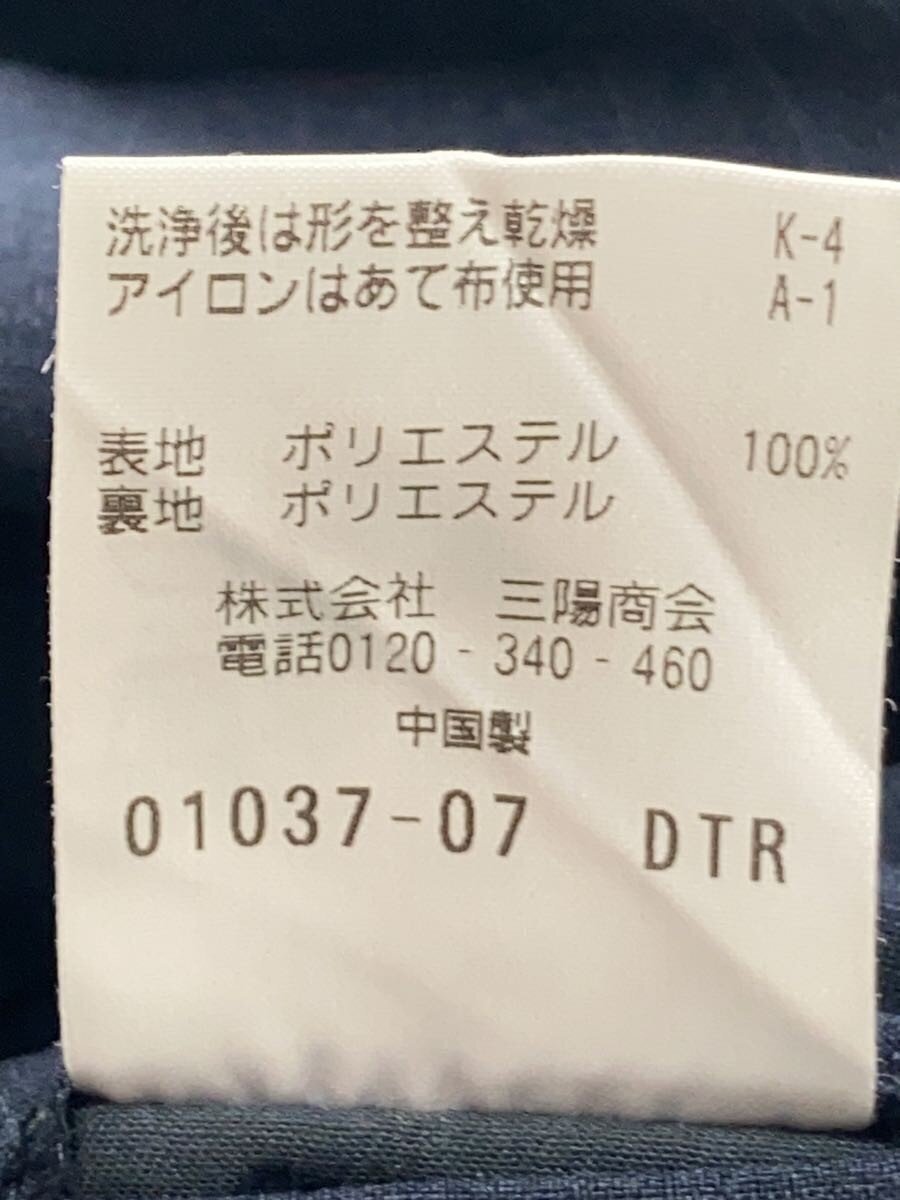 洗浄後は形を整え乾燥 K-4
アイロンはあて布使用 A-1
表地 ポリエステル 100%
裏地 ポリエステル
株式会社 三陽商会
電話0120-340-460
中国製
01037-07 DTR